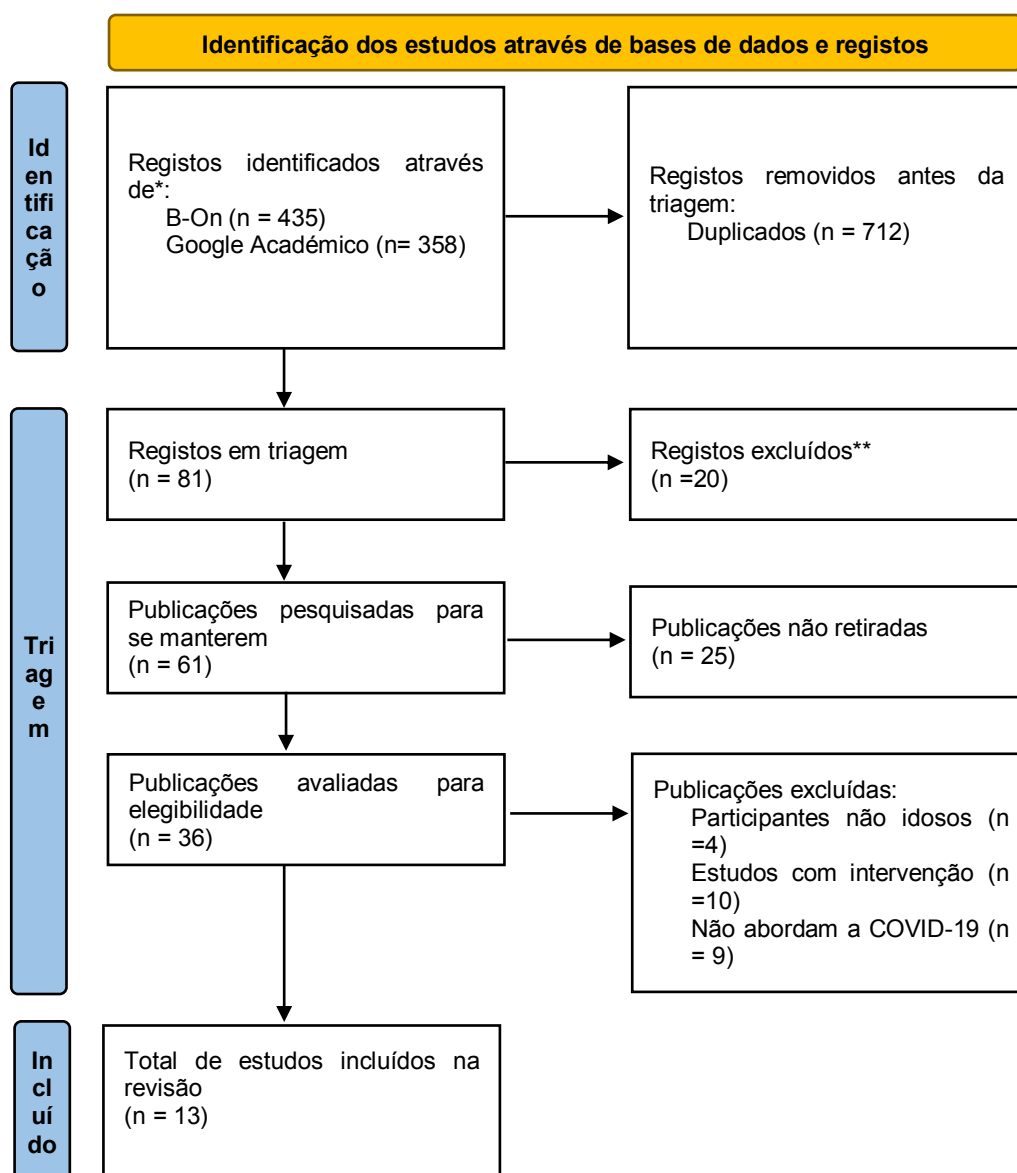 Identificação dos estudos através de bases de dados e registos
Id
en
tifi
ca
çã
o
Registos identificados através
de*:
B-On (n = 435)
Google Académico (n= 358)
Registos removidos antes da
triagem:
Duplicados (n = 712)
Tri
ag
e
m
Registos em triagem
(n = 81)
Registos excluídos**
(n =20)
Publicações pesquisadas para
se manterem
(n = 61)
Publicações não retiradas
(n = 25)
Publicações avaliadas para
elegibilidade
(n = 36)
Publicações excluídas:
Participantes não idosos (n
=4)
Estudos com intervenção (n
=10)
Não abordam a COVID-19 (n
= 9)
In
cl
uí
do
Total de estudos incluídos na
revisão
(n = 13)